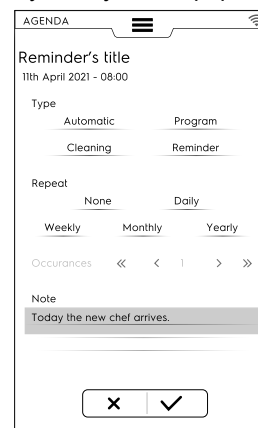 AGENDA
Reminder's title
11th April 2021 - 08:00
Type
Automatic Program
Cleaning Reminder
Repeat
None Daily
Weekly Monthly Yearly
Occurances « < 1 > »
Note
Today the new chef arrives.